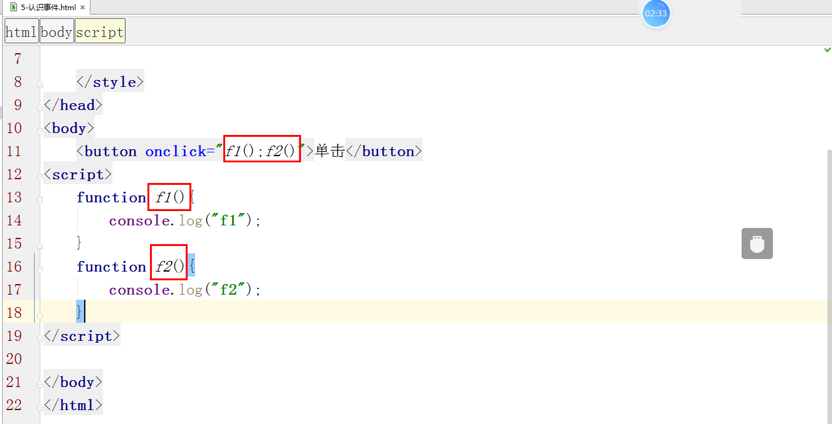 5-认识事件.html ×
02:33
html body script
7
8 </style>
9 </head>
10 <body>
11 <button onclick="f1();f2()">单击</button>
12 <script>
13 function f1(){
14 console.log("f1");
15 }
16 function f2(){
17 console.log("f2");
18 }
19 </script>
20
21 </body>
22 </html>